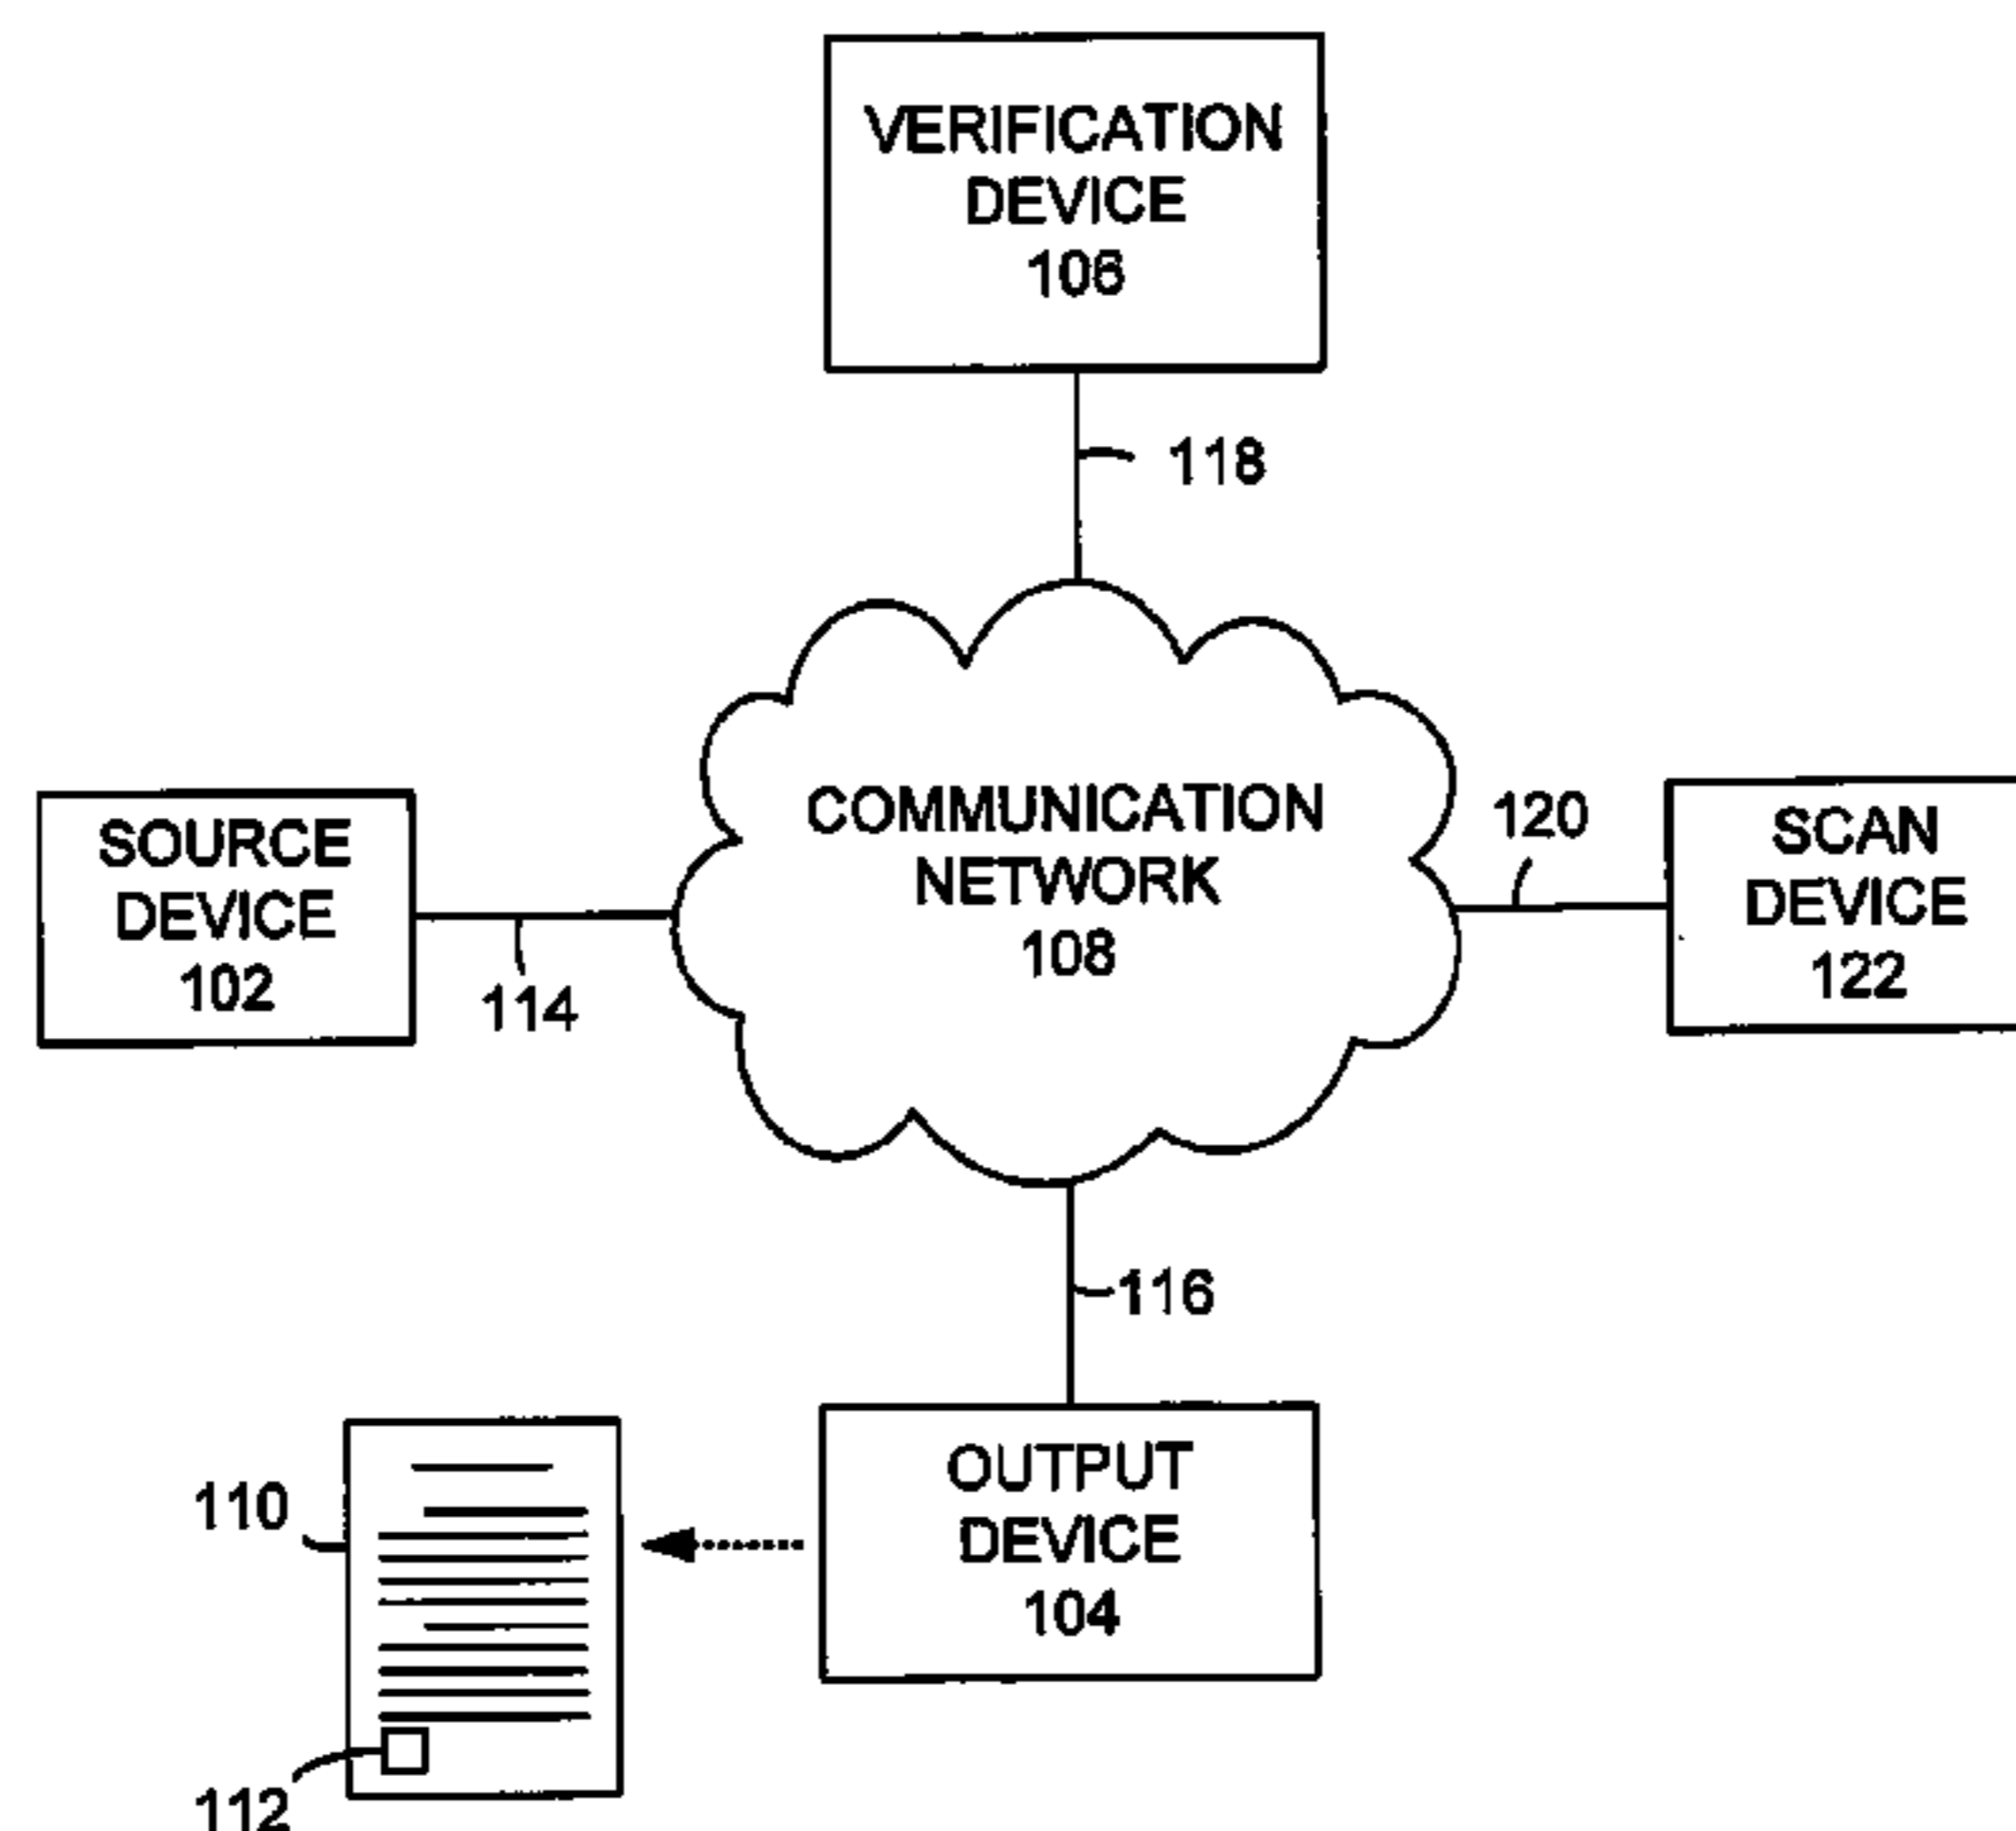 VERIFICATION
DEVICE
106
118
COMMUNICATION
NETWORK
108
SOURCE
DEVICE
102
114
120
SCAN
DEVICE
122
116
OUTPUT
DEVICE
104
110
112